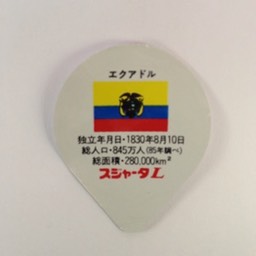 エクアドル
独立年月日・1830年8月10日
総人口・845万人(85年調べ)
総面積・280,000km²
スジャータL